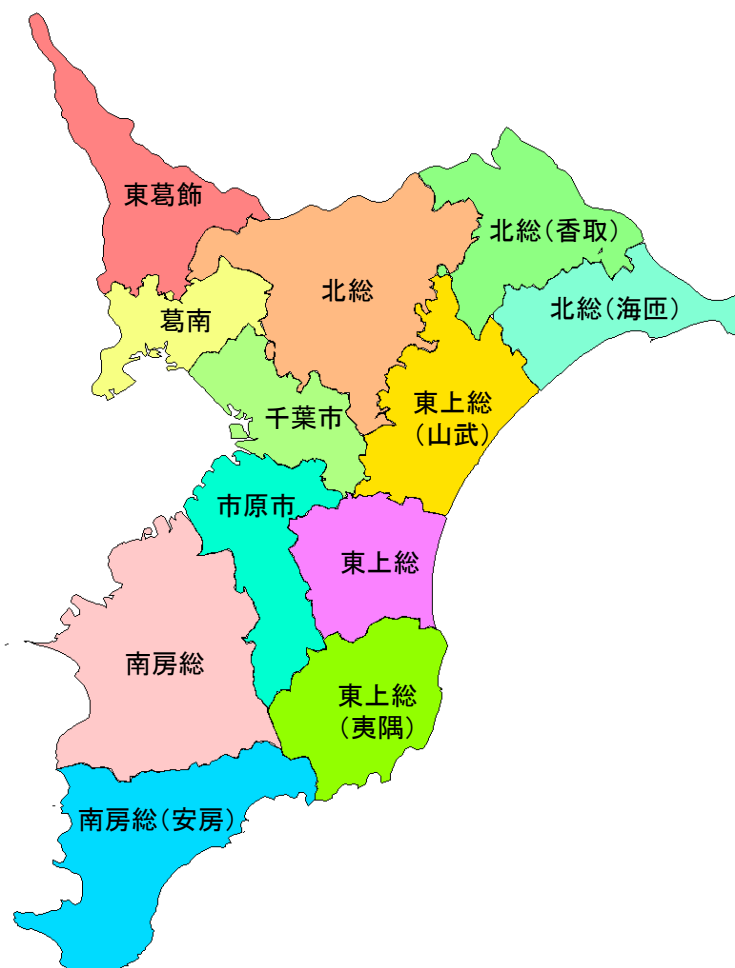 東葛飾
北総(香取)
北総
北総(海匝)
葛南
東上総
(山武)
千葉市
市原市
東上総
南房総
東上総
(夷隅)
南房総(安房)